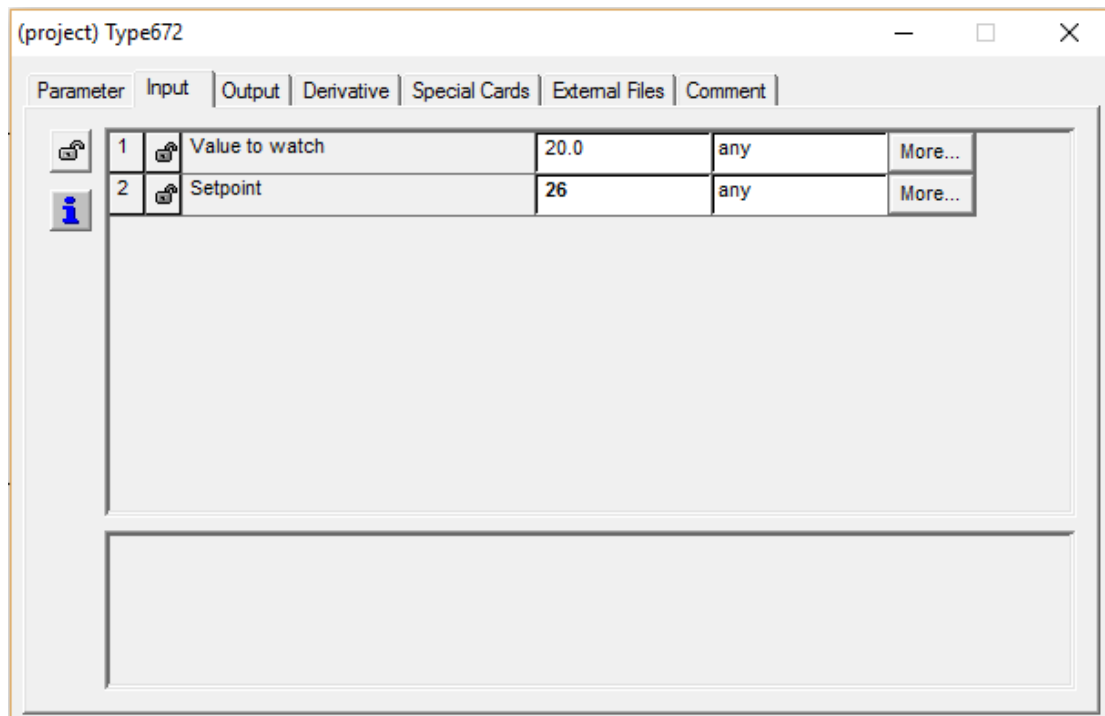 (project) Type672
Parameter Input Output Derivative Special Cards External Files Comment
1 Value to watch 20.0 any More...
2 Setpoint 26 any More...